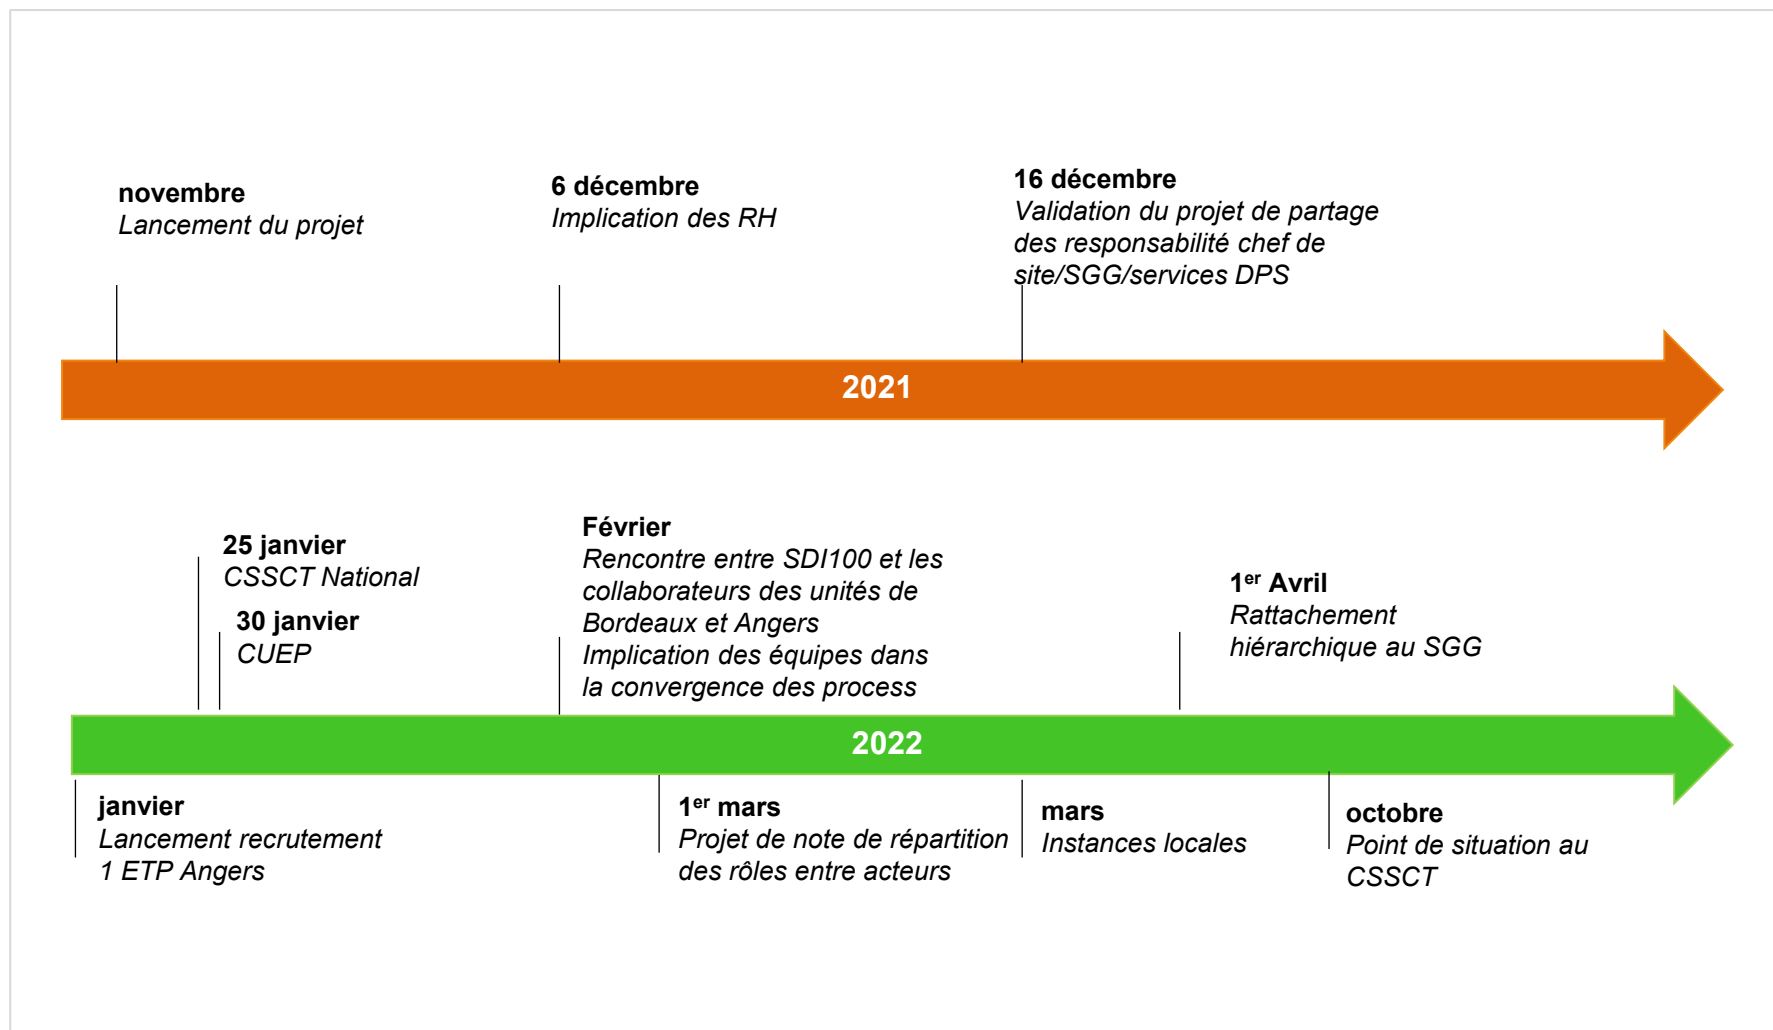 novembre
Lancement du projet
6 décembre
Implication des RH
16 décembre
Validation du projet de partage
des responsabilité chef de
site/SGG/services DPS
2021
25 janvier
CSSCT National
30 janvier
CUEP
Février
Rencontre entre SDI100 et les
collaborateurs des unités de
Bordeaux et Angers
Implication des équipes dans
la convergence des process
1er Avril
Rattachement
hiérarchique au SGG
2022
janvier
Lancement recrutement
1 ETP Angers
1er mars
Projet de note de répartition
des rôles entre acteurs
mars
Instances locales
octobre
Point de situation au
CSSCT